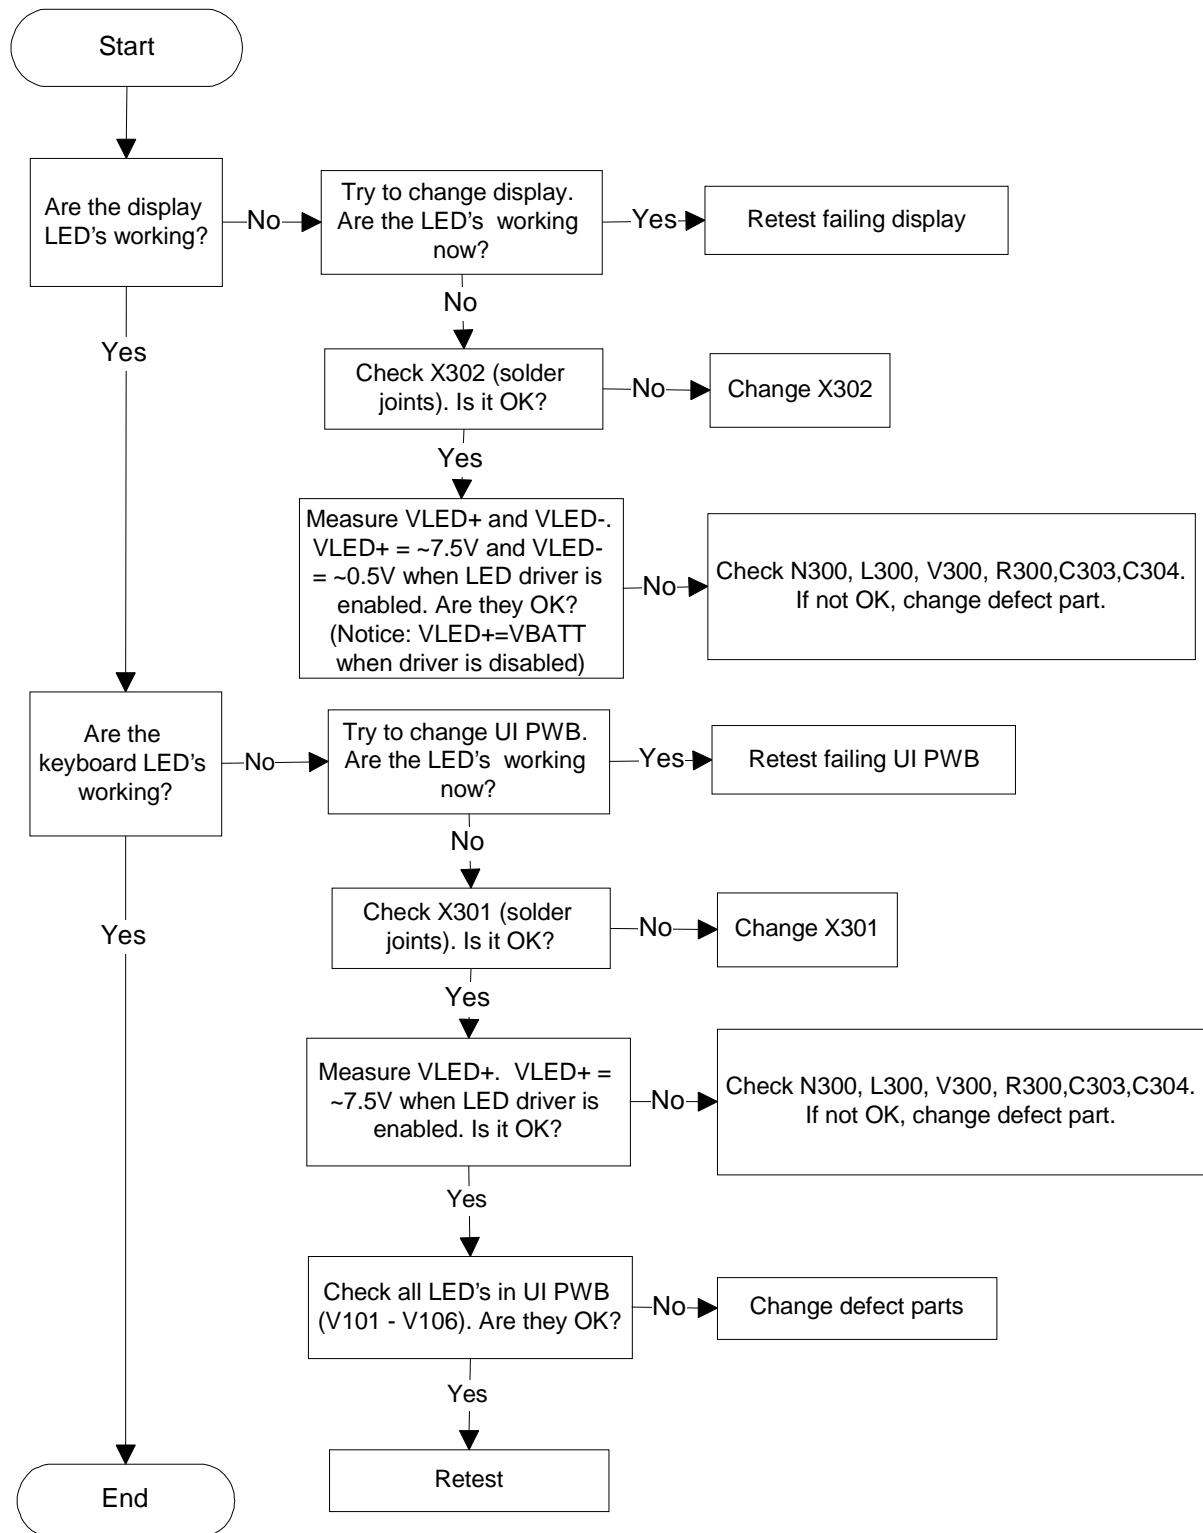 Start
Are the display
LED's working?
No
Try to change display.
Are the LED's  working
now?
Yes
Retest failing display
No
Yes
Check X302 (solder
joints). Is it OK?
No
Change X302
Yes
Measure VLED+ and VLED-.
VLED+ = ~7.5V and VLED-
= ~0.5V when LED driver is
enabled. Are they OK?
(Notice: VLED+=VBATT
when driver is disabled)
No
Check N300, L300, V300, R300,C303,C304.
If not OK, change defect part.
Are the
keyboard LED's
working?
No
Try to change UI PWB.
Are the LED's  working
now?
Yes
Retest failing UI PWB
No
Yes
Check X301 (solder
joints). Is it OK?
No
Change X301
Yes
Measure VLED+.  VLED+ =
~7.5V when LED driver is
enabled. Is it OK?
No
Check N300, L300, V300, R300,C303,C304.
If not OK, change defect part.
Yes
Check all LED's in UI PWB
(V101 - V106). Are they OK?
No
Change defect parts
Yes
Retest
End